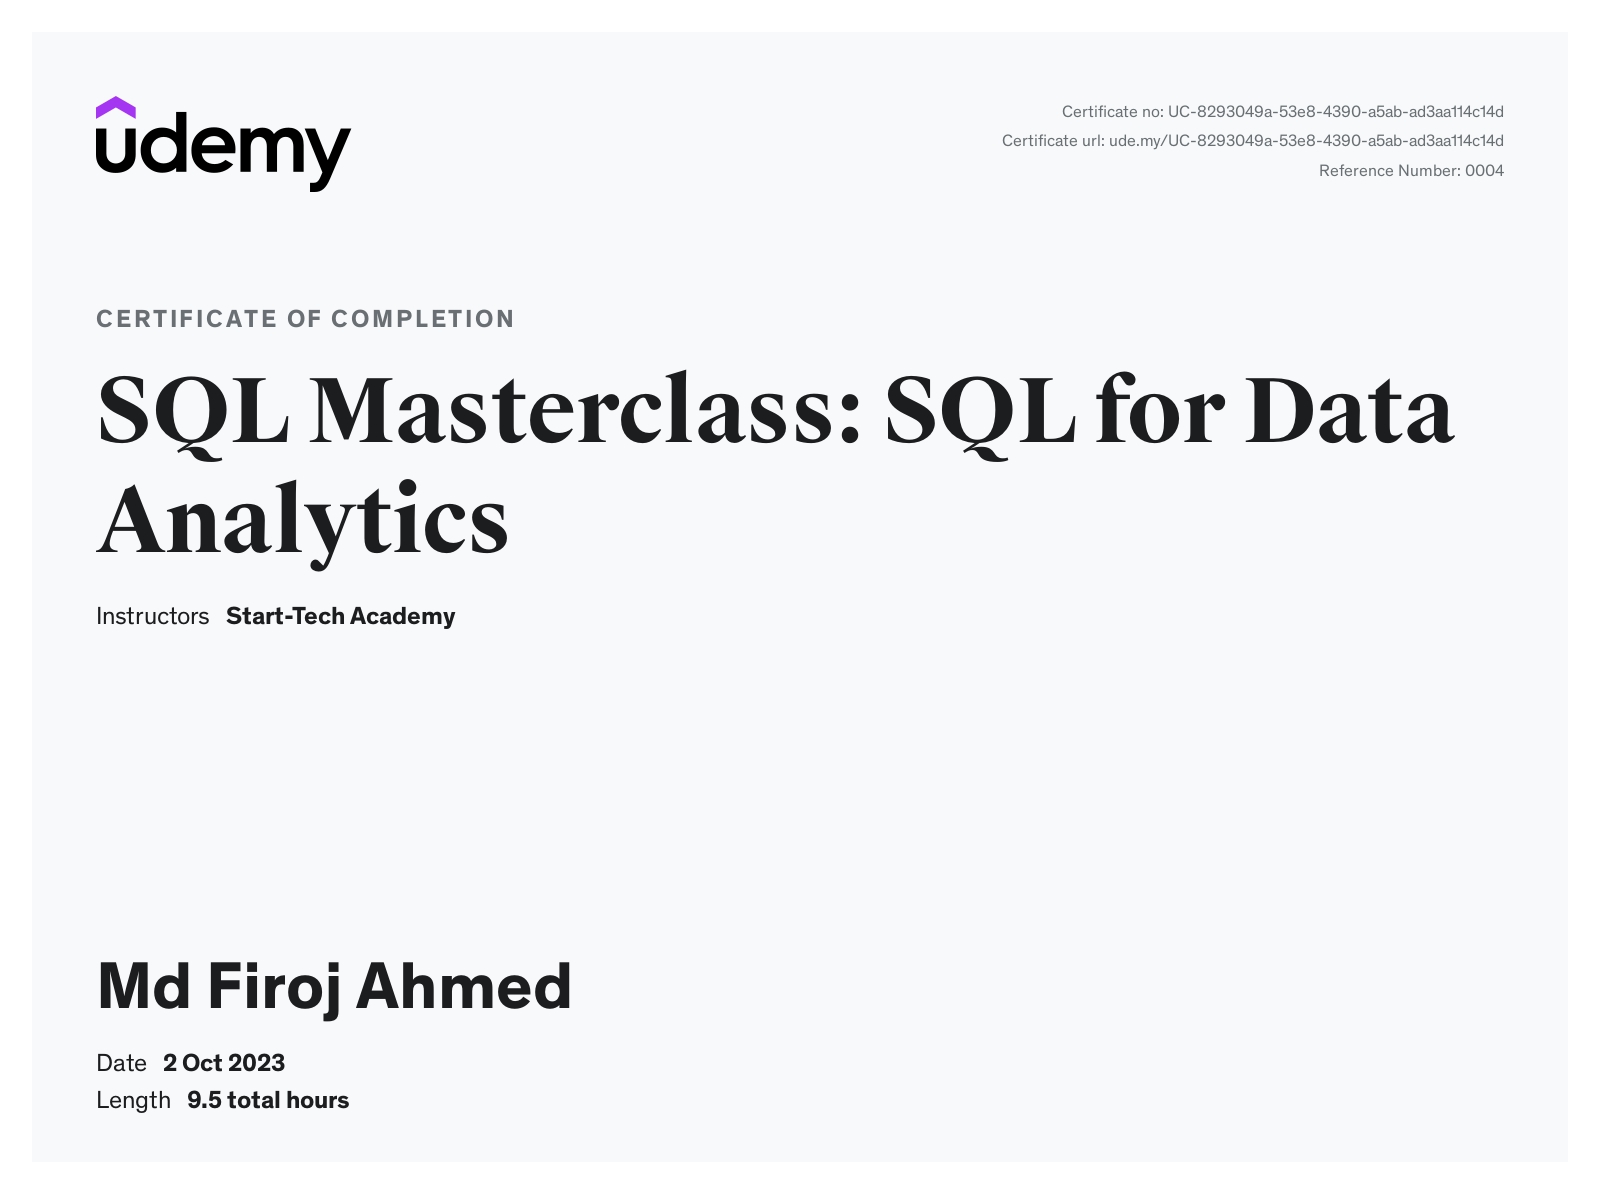 udemy
Certificate no: UC-8293049a-53e8-4390-a5ab-ad3aa114c14d
Certificate url: ude.my/UC-8293049a-53e8-4390-a5ab-ad3aa114c14d
Reference Number: 0004
CERTIFICATE OF COMPLETION
SQL Masterclass: SQL for Data
Analytics
Instructors Start-Tech Academy
Md Firoj Ahmed
Date 2 Oct 2023
Length 9.5 total hours